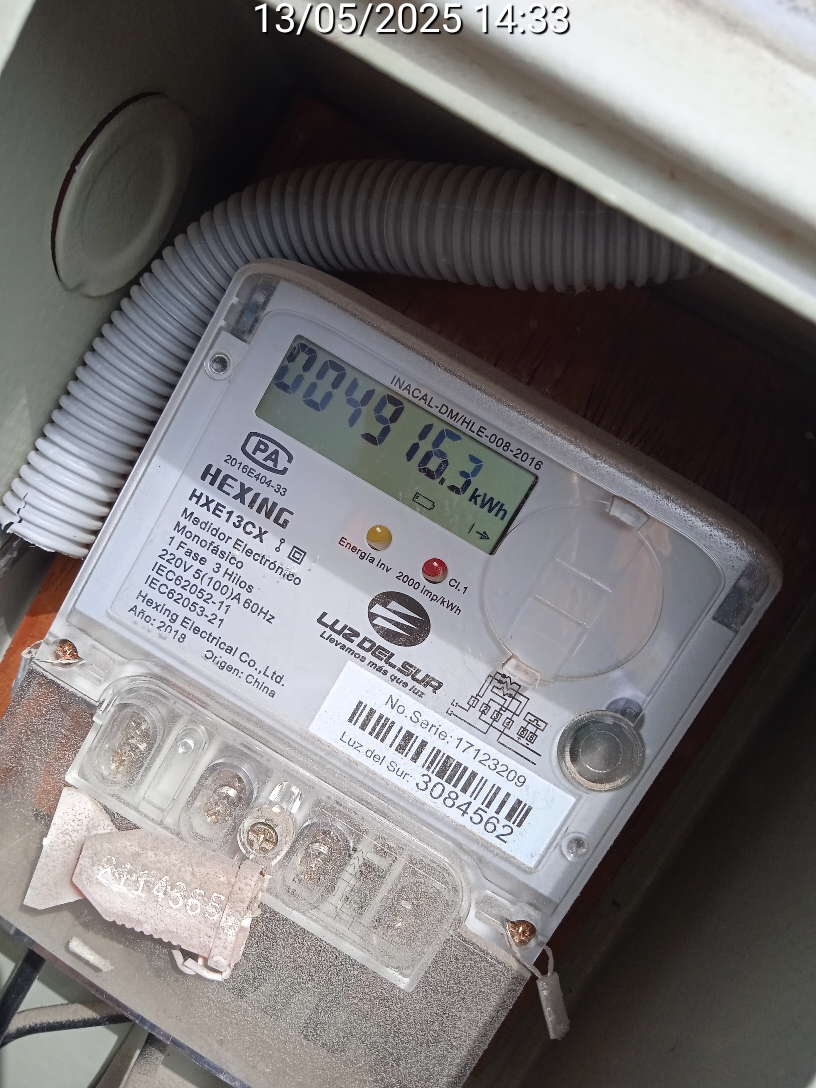 13/05/2025 14:33
INACAL-DM/HLE-008-2016
004916.3 kWh
PA
2016E404-33
HEXING
HXE13CX
Medidor Electrónico
Monofásico
1 Fase 3 Hilos
220V 5(100)A 60Hz
IEC62052-11
IEC62053-21
Hexing Electrical Co.,Ltd.
Año: 2018 Origen: China
Energía Inv 2000 imp/kWh Cl.1
LUZ DEL SUR
Llevamos más que luz
No.Serie: 17123209
Luz del Sur: 3084562